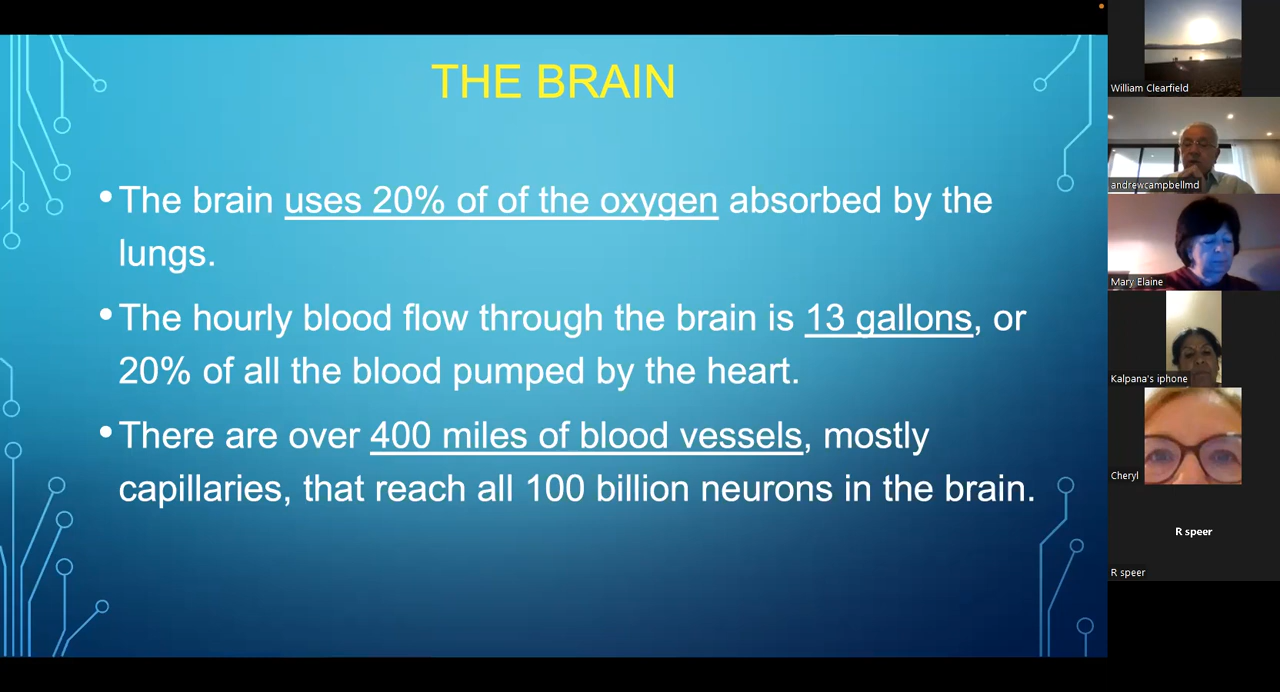 THE BRAIN
•The brain uses 20% of of the oxygen absorbed by the
lungs.
•The hourly blood flow through the brain is 13 gallons, or
20% of all the blood pumped by the heart.
•There are over 400 miles of blood vessels, mostly
capillaries, that reach all 100 billion neurons in the brain.
William Clearfield
andrewcampbellmd
Mary Elaine
Kalpana's iphone
Cheryl
R speer
R speer